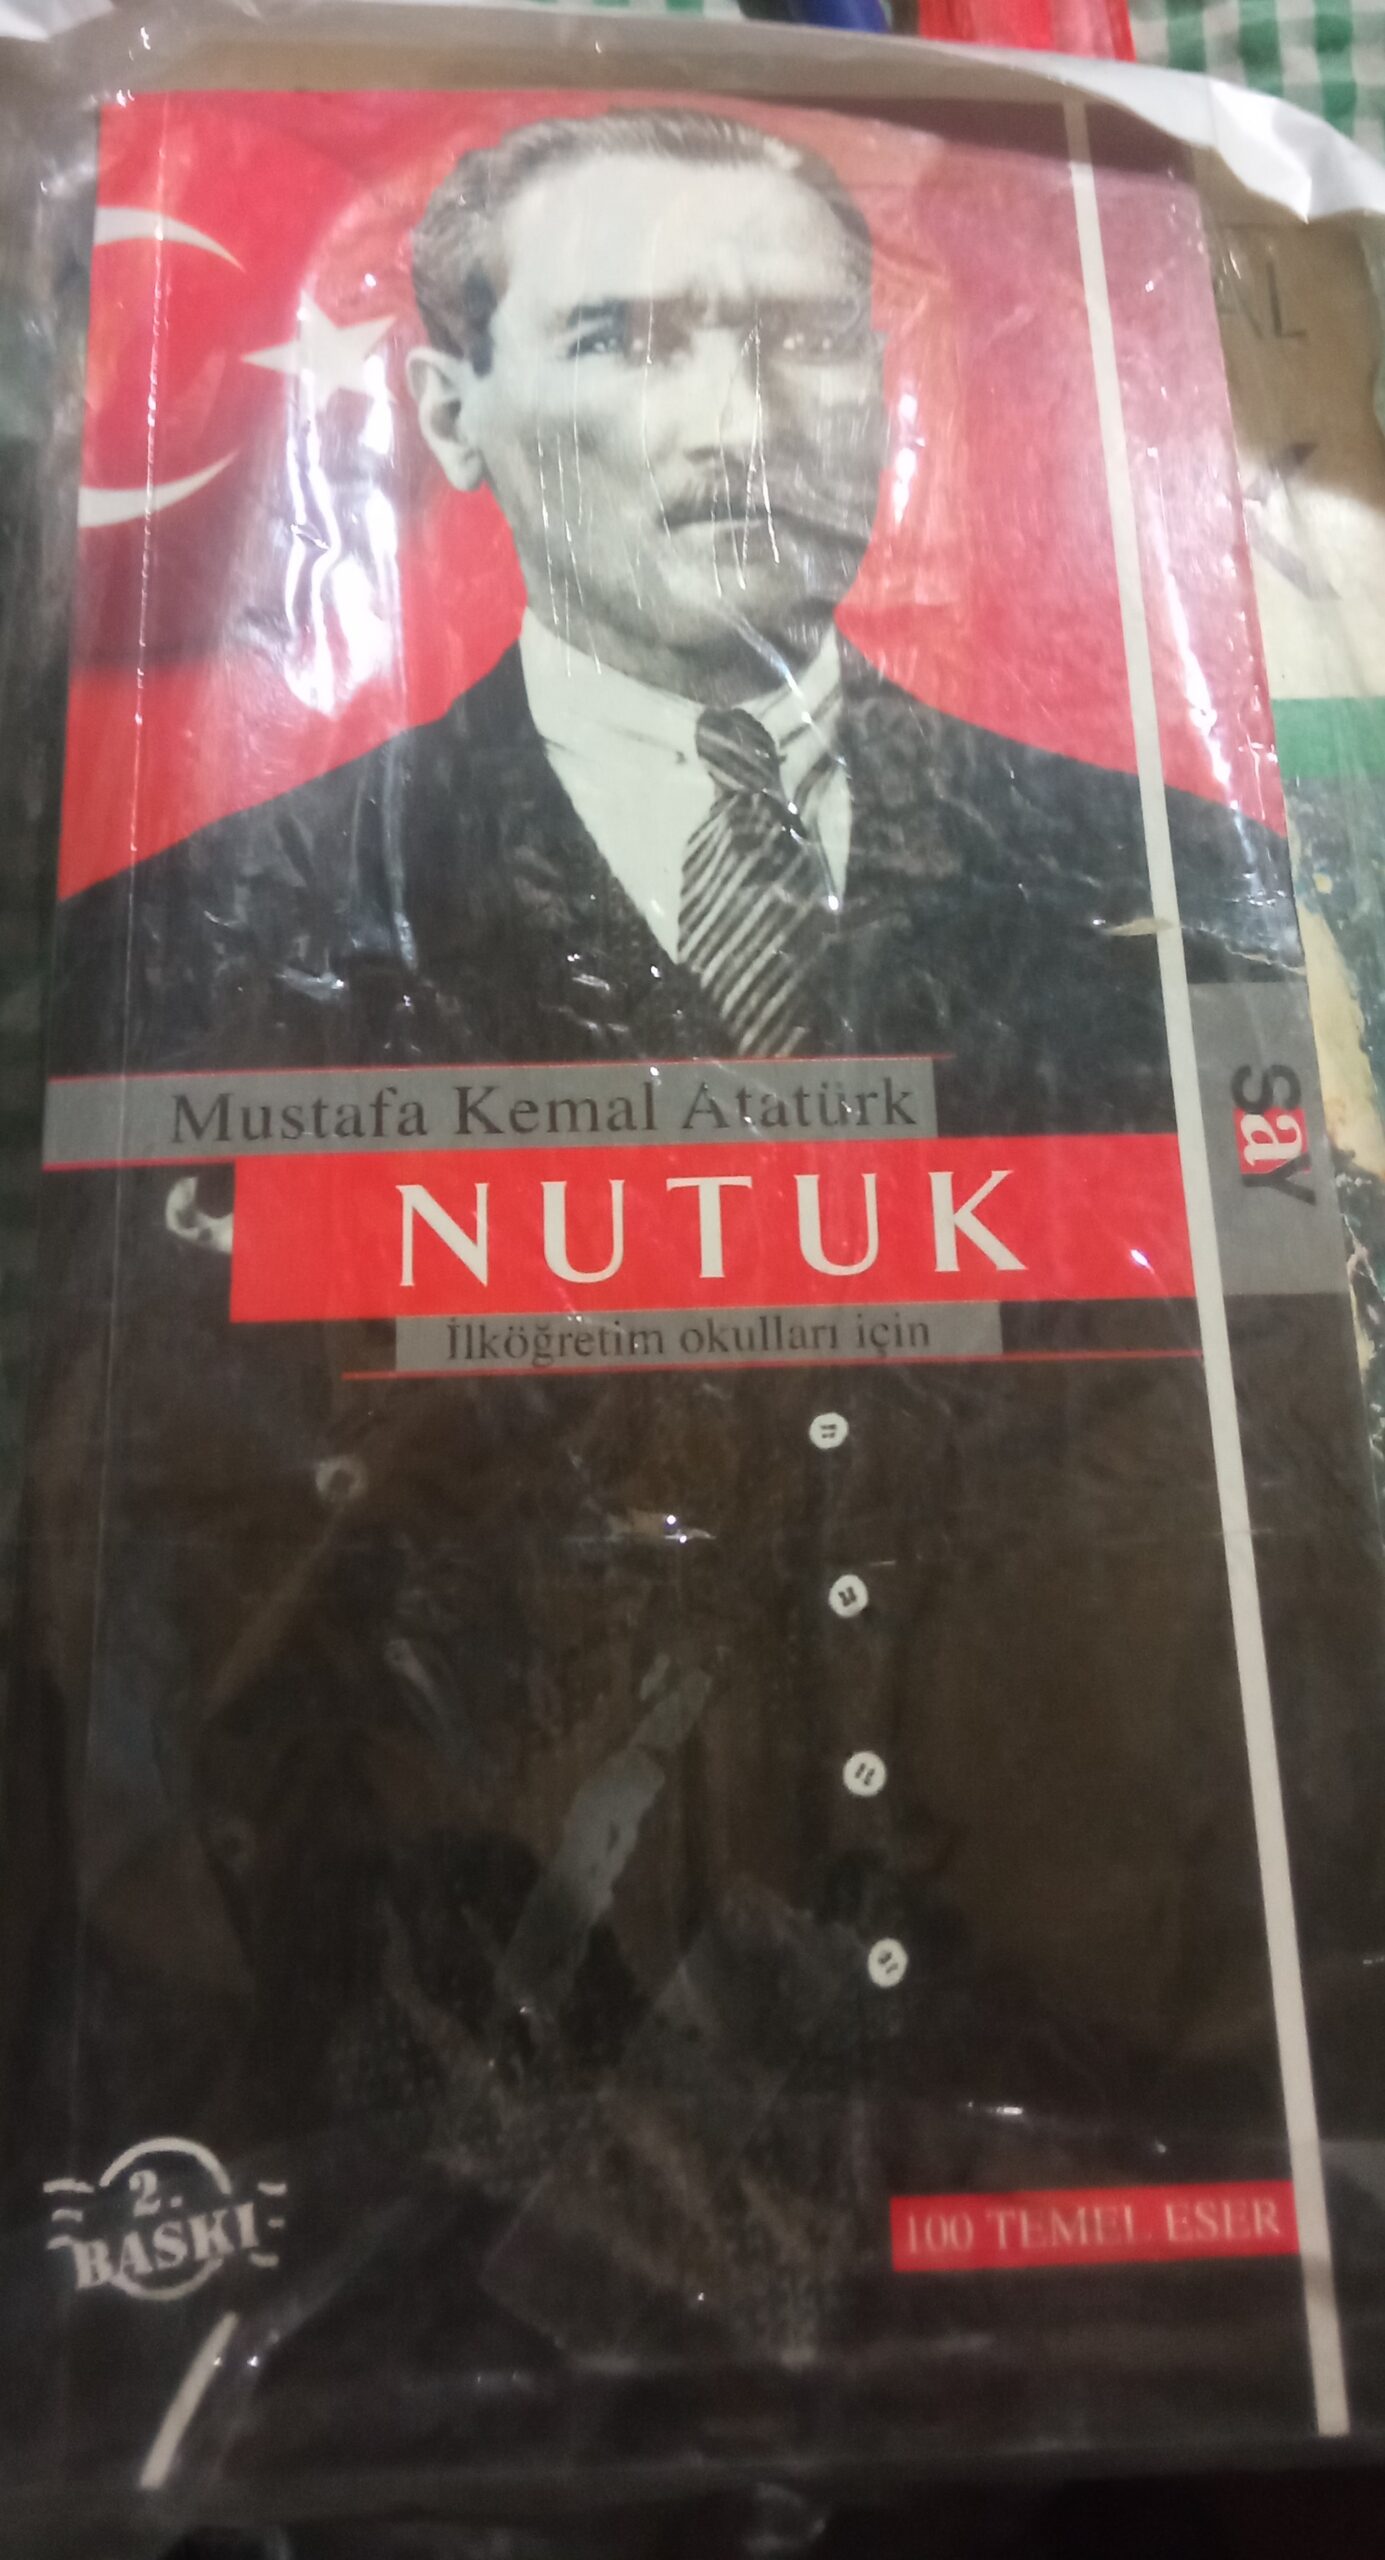 Mustafa Kemal Atatürk
NUTUK
İlköğretim okulları için
SaY
2.
BASKI
100 TEMEL ESER